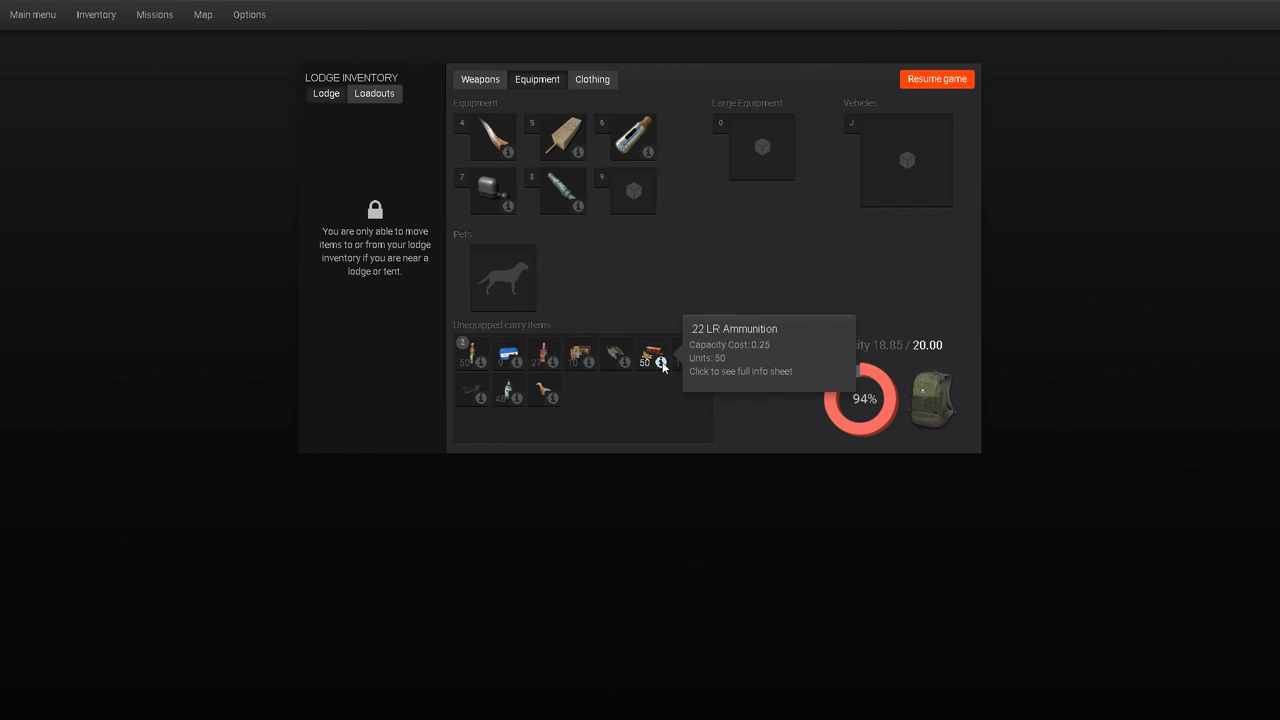 Main menu Inventory Missions Map Options
LODGE INVENTORY
Lodge Loadouts
Weapons Equipment Clothing
Resume game
Equipment
Large Equipment
Vehicles
4 5 6
0
J
7 8 9
You are only able to move
items to or from your lodge
inventory if you are near a
lodge or tent.
Pets
Unequipped carry items
2
50 9 27 10 50
48
.22 LR Ammunition
Capacity Cost: 0.25
Units: 50
Click to see full info sheet
ity 18.85 / 20.00
94%